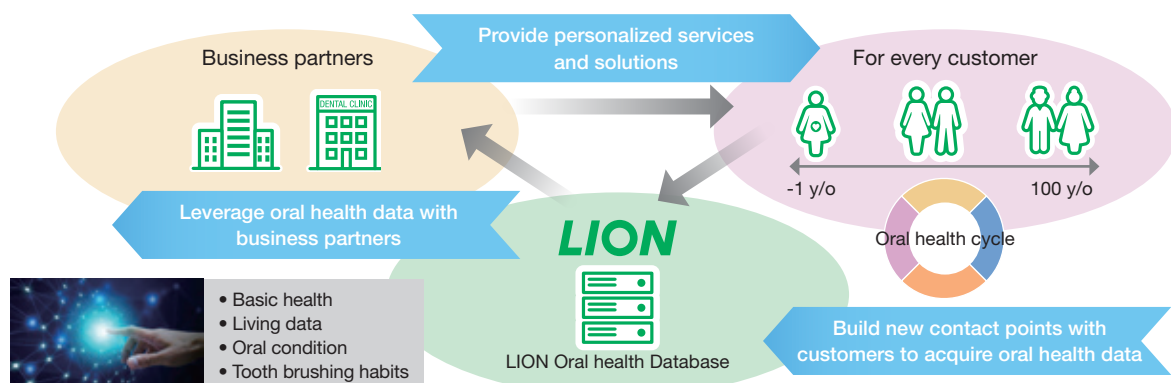 Provide personalized services
and solutions
Business partners
DENTAL CLINIC
For every customer
-1 y/o
100 y/o
Oral health cycle
Leverage oral health data with
business partners
LION
LION Oral health Database
• Basic health
• Living data
• Oral condition
• Tooth brushing habits
Build new contact points with
customers to acquire oral health data